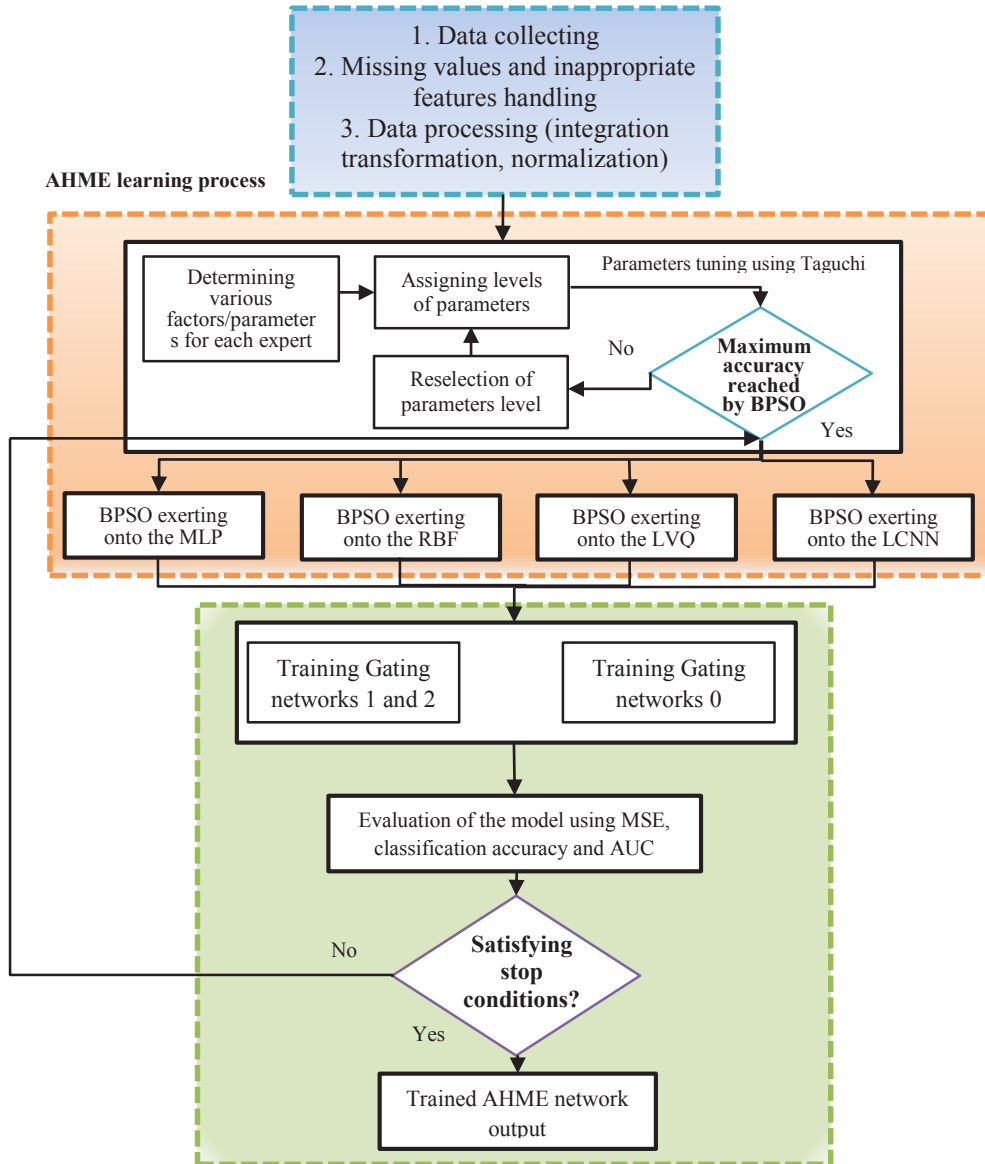 1. Data collecting
2. Missing values and inappropriate
features handling
3. Data processing (integration
transformation, normalization)
AHME learning process
Determining
various
factors/parameter
s for each expert
Assigning levels
of parameters
Parameters tuning using Taguchi
No
Maximum
accuracy
reached
by BPSO
Reselection of
parameters level
Yes
BPSO exerting
onto the MLP
BPSO exerting
onto the RBF
BPSO exerting
onto the LVQ
BPSO exerting
onto the LCNN
Training Gating
networks 1 and 2
Training Gating
networks 0
Evaluation of the model using MSE,
classification accuracy and AUC
No
Satisfying
stop
conditions?
Yes
Trained AHME network
output